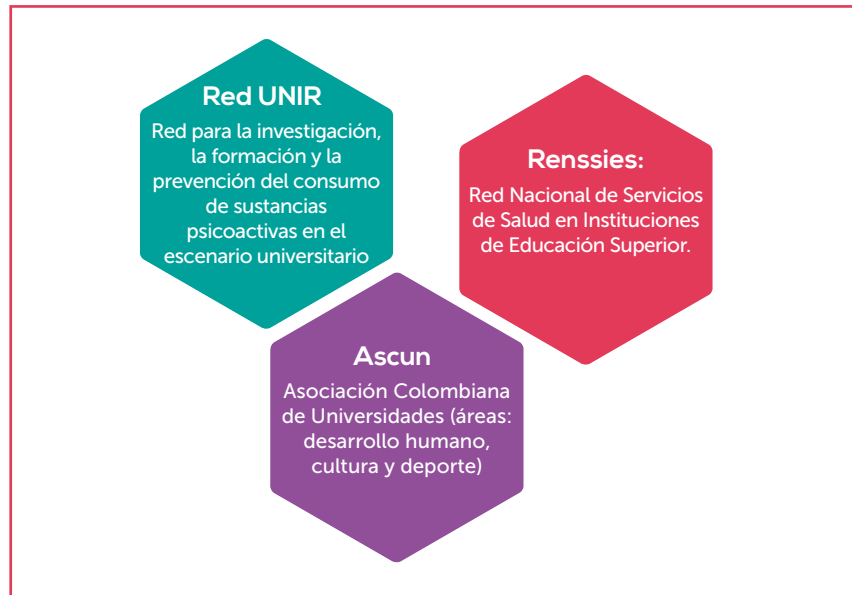 Red UNIR
Red para la investigación,
la formación y la
prevención del consumo
de sustancias
psicoactivas en el
escenario universitario
Renssies:
Red Nacional de Servicios
de Salud en Instituciones
de Educación Superior.
Ascun
Asociación Colombiana
de Universidades (áreas:
desarrollo humano,
cultura y deporte)